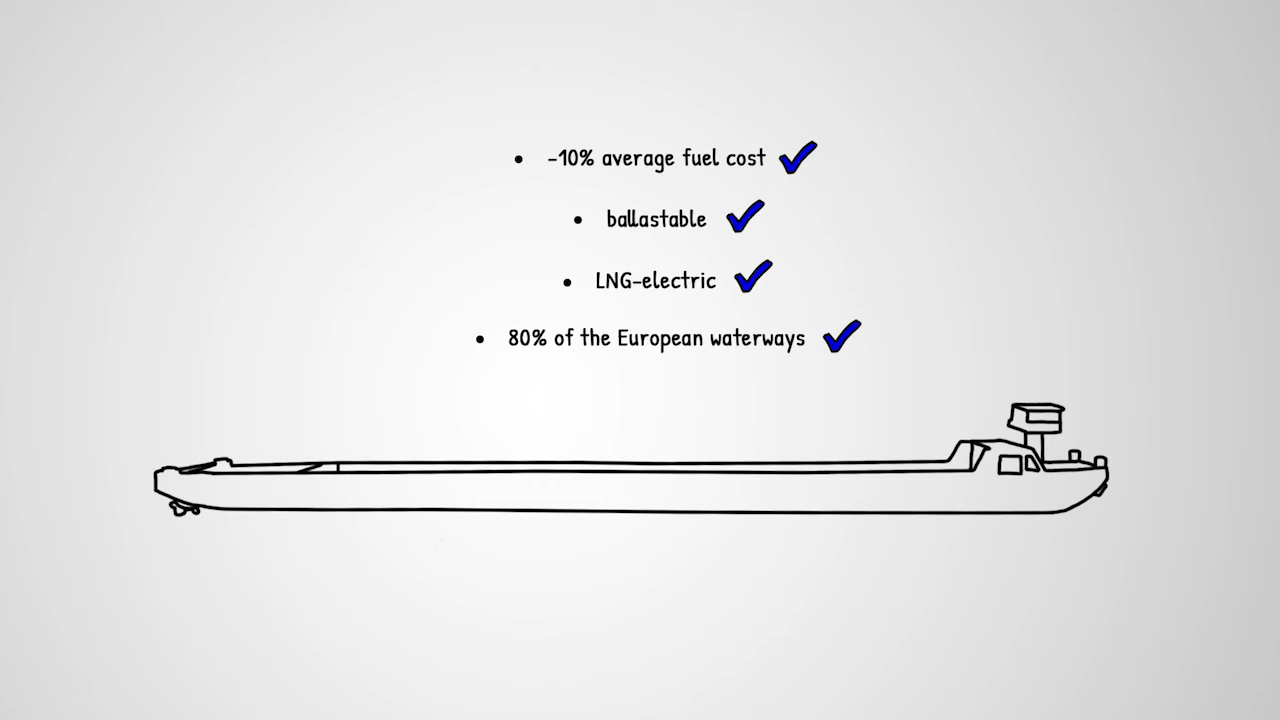 • -10% average fuel cost
• ballastable
• LNG-electric
• 80% of the European waterways